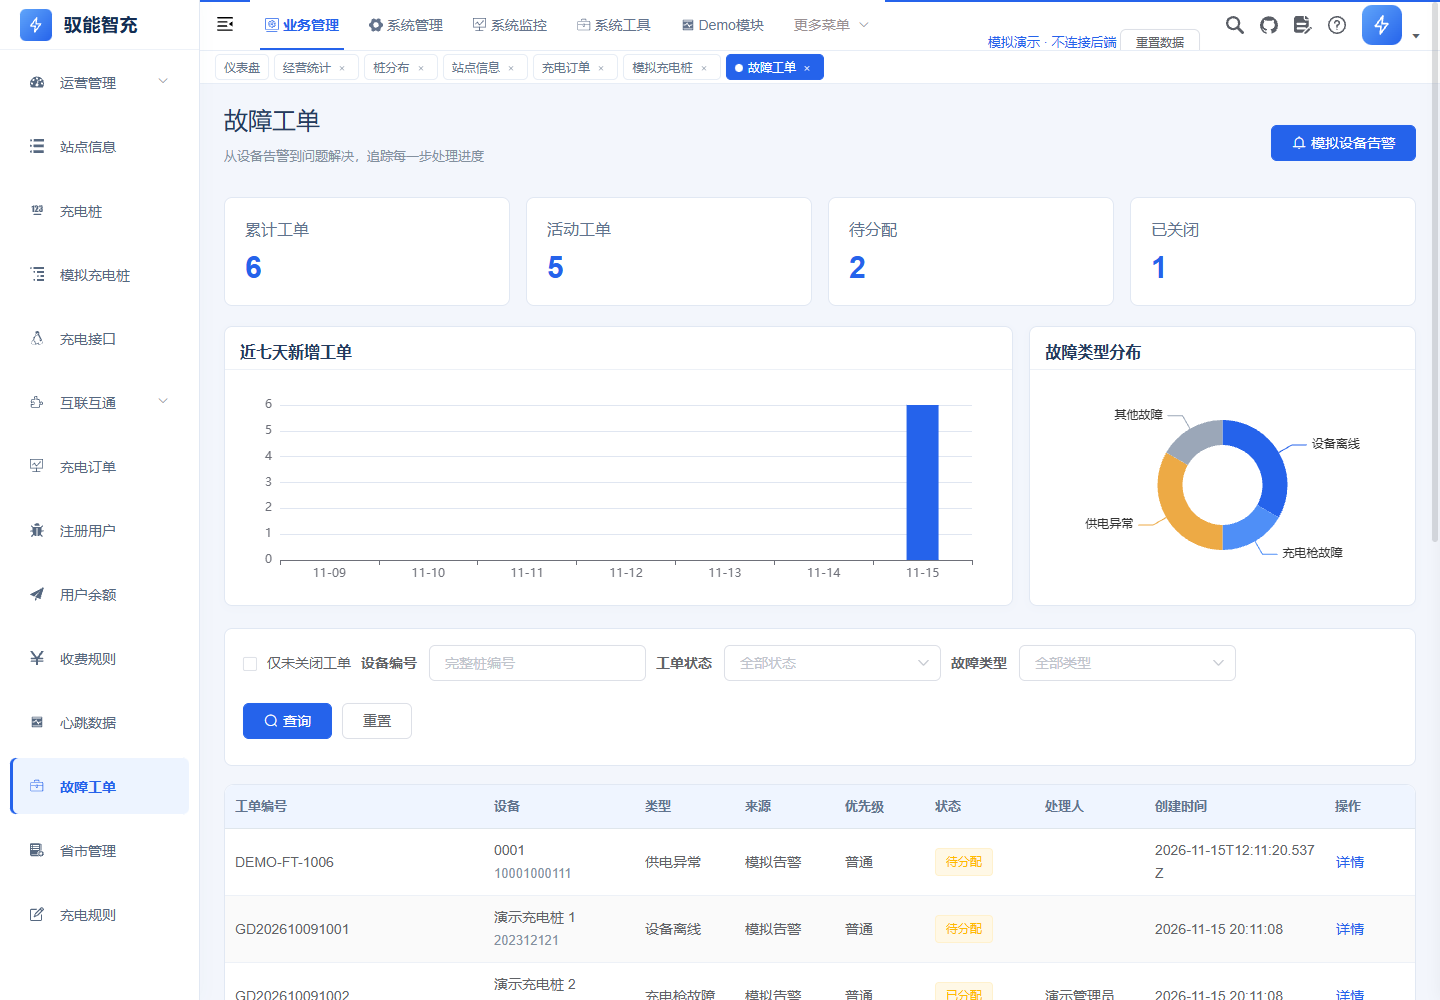 驭能智充
业务管理
系统管理
系统监控
系统工具
Demo模块
更多菜单
模拟演示 · 不连接后端
重置数据
仪表盘
经营统计 ×
桩分布 ×
站点信息 ×
充电订单 ×
模拟充电桩 ×
故障工单 ×
运营管理
站点信息
充电桩
模拟充电桩
充电接口
互联互通
充电订单
注册用户
用户余额
收费规则
心跳数据
故障工单
省市管理
充电规则
故障工单
从设备告警到问题解决，追踪每一步处理进度
模拟设备告警
累计工单
6
活动工单
5
待分配
2
已关闭
1
近七天新增工单
6
5
4
3
2
1
0
11-09
11-10
11-11
11-12
11-13
11-14
11-15
故障类型分布
其他故障
设备离线
供电异常
充电枪故障
仅未关闭工单
设备编号
完整桩编号
工单状态
全部状态
故障类型
全部类型
查询
重置
工单编号 设备 类型 来源 优先级 状态 处理人 创建时间 操作
DEMO-FT-1006 0001 供电异常 模拟告警 普通 待分配 2026-11-15T12:11:20.537 详情
10001000111 Z
GD202610091001 演示充电桩 1 设备离线 模拟告警 普通 待分配 2026-11-15 20:11:08 详情
202312121
GD202610091002 演示充电桩 2 充电枪故障 模拟告警 普通 已分配 演示管理员 2026-11-15 20:11:08 详情